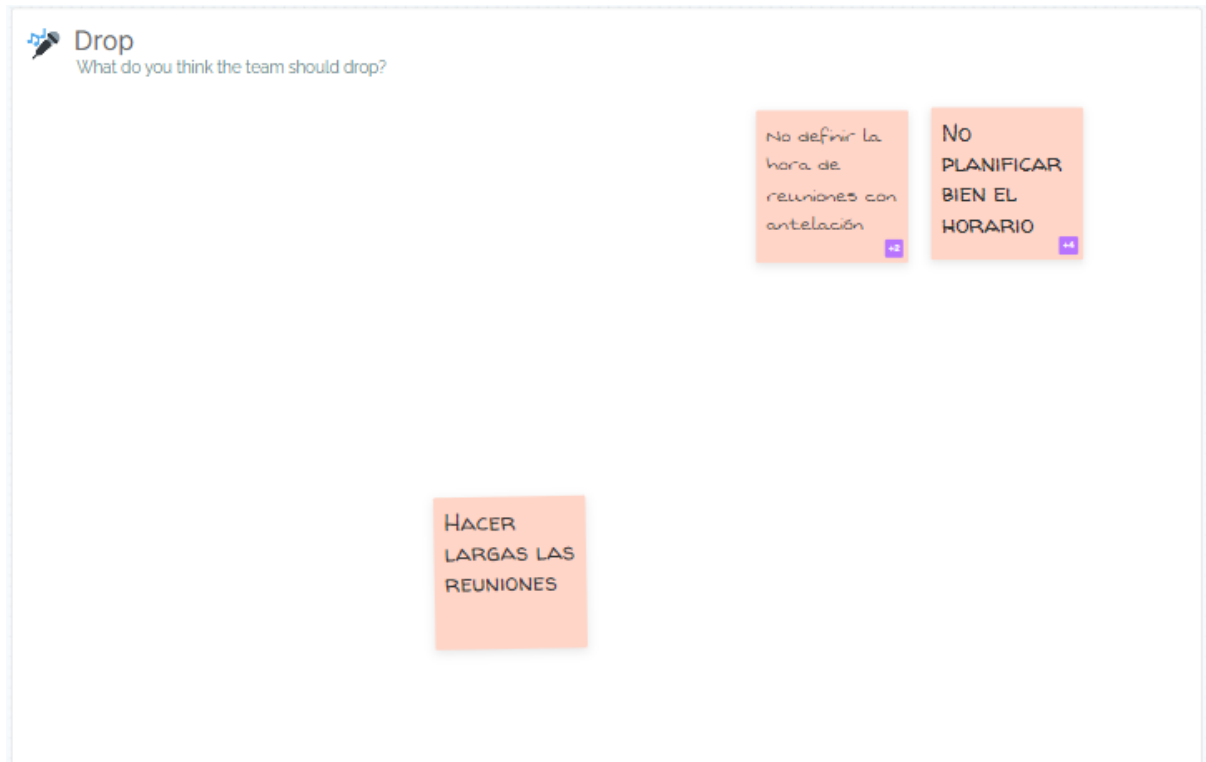 Drop
What do you think the team should drop?
No definir la
hora de
reuniones con
antelación
+2
No
PLANIFICAR
BIEN EL
HORARIO
+4
HACER
LARGAS LAS
REUNIONES